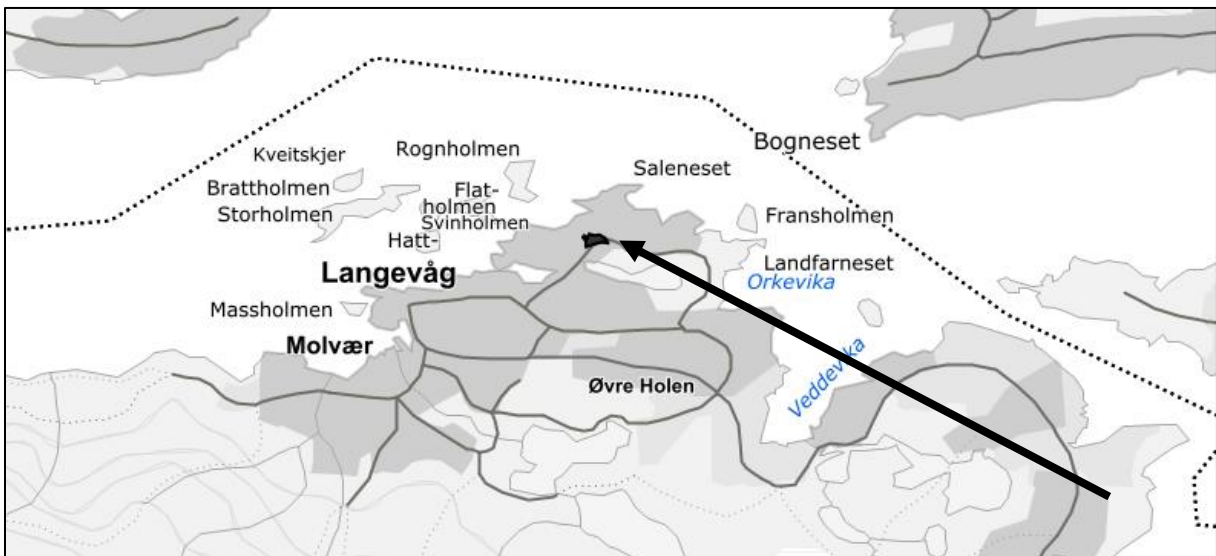 Bogneset
Rognholmen
Kveitskjer
Saleneset
Brattholmen
Flat-
holmen
Storholmen
Svinholmen
Fransholmen
Hatt-
Landfarneset
Langevåg
Orkevika
Massholmen
Molvær
Veddevika
Øvre Holen